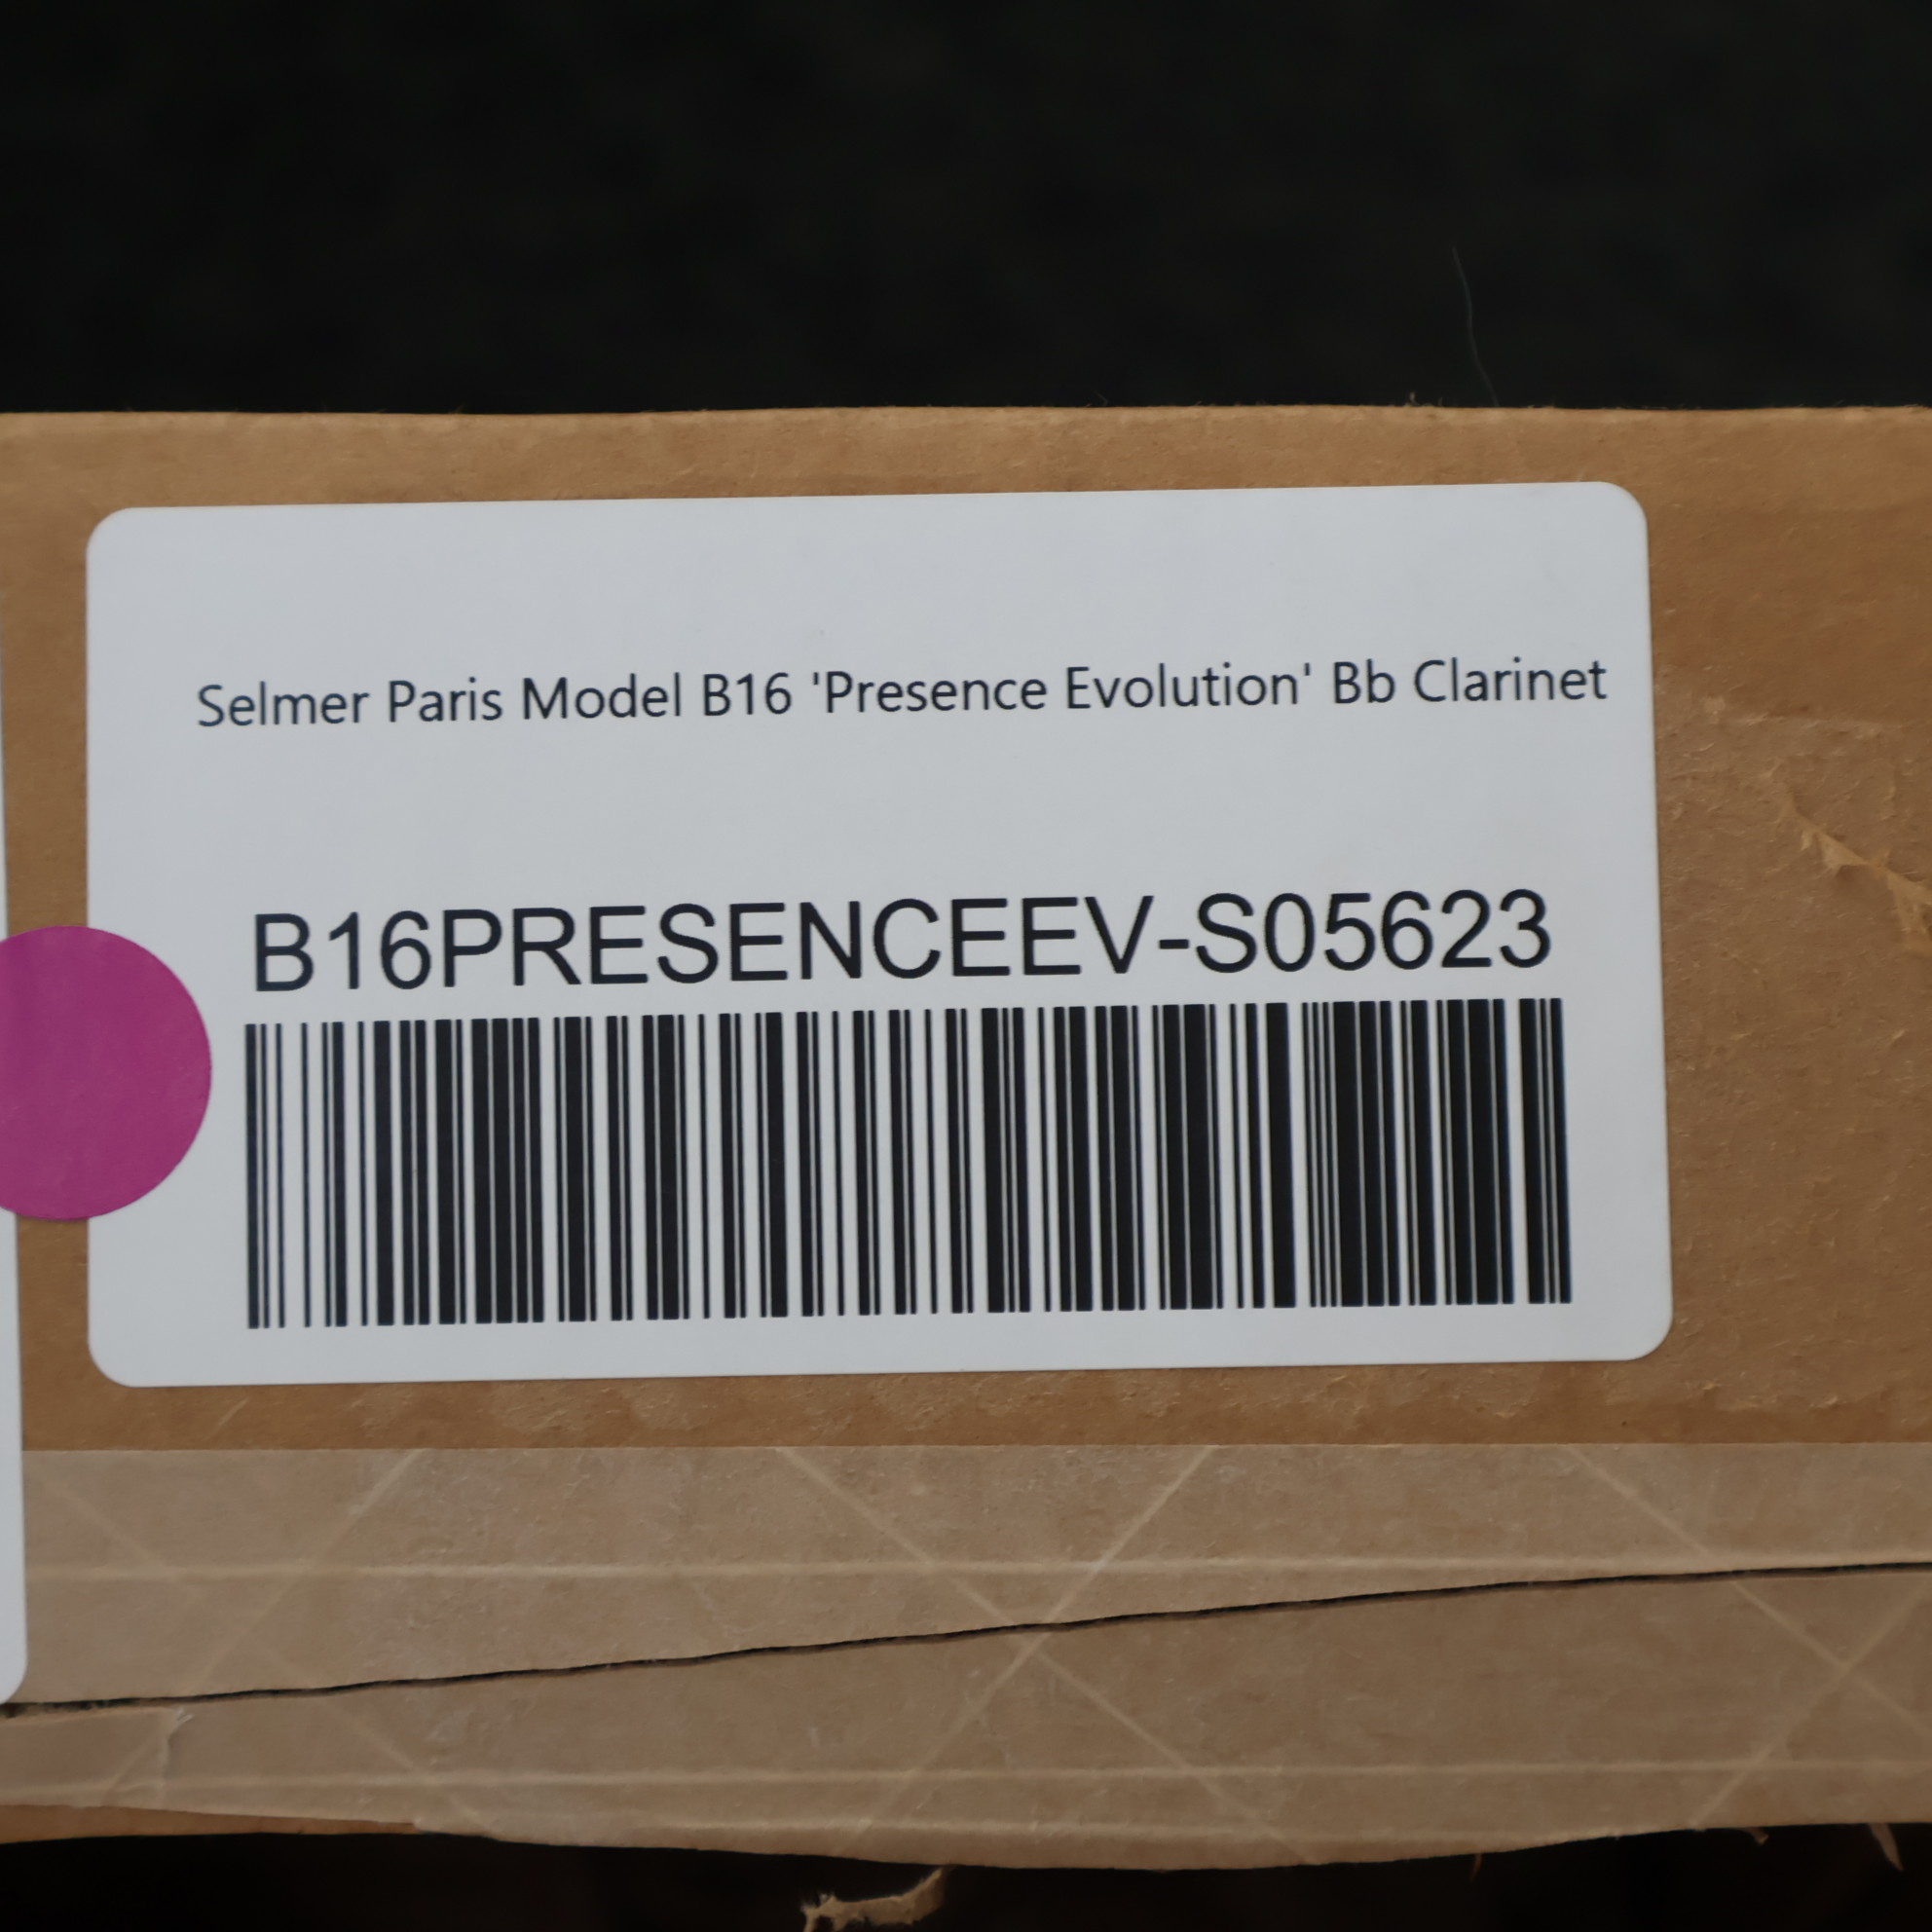 Selmer Paris Model B16 'Presence Evolution' Bb Clarinet
B16PRESENCEEV-S05623